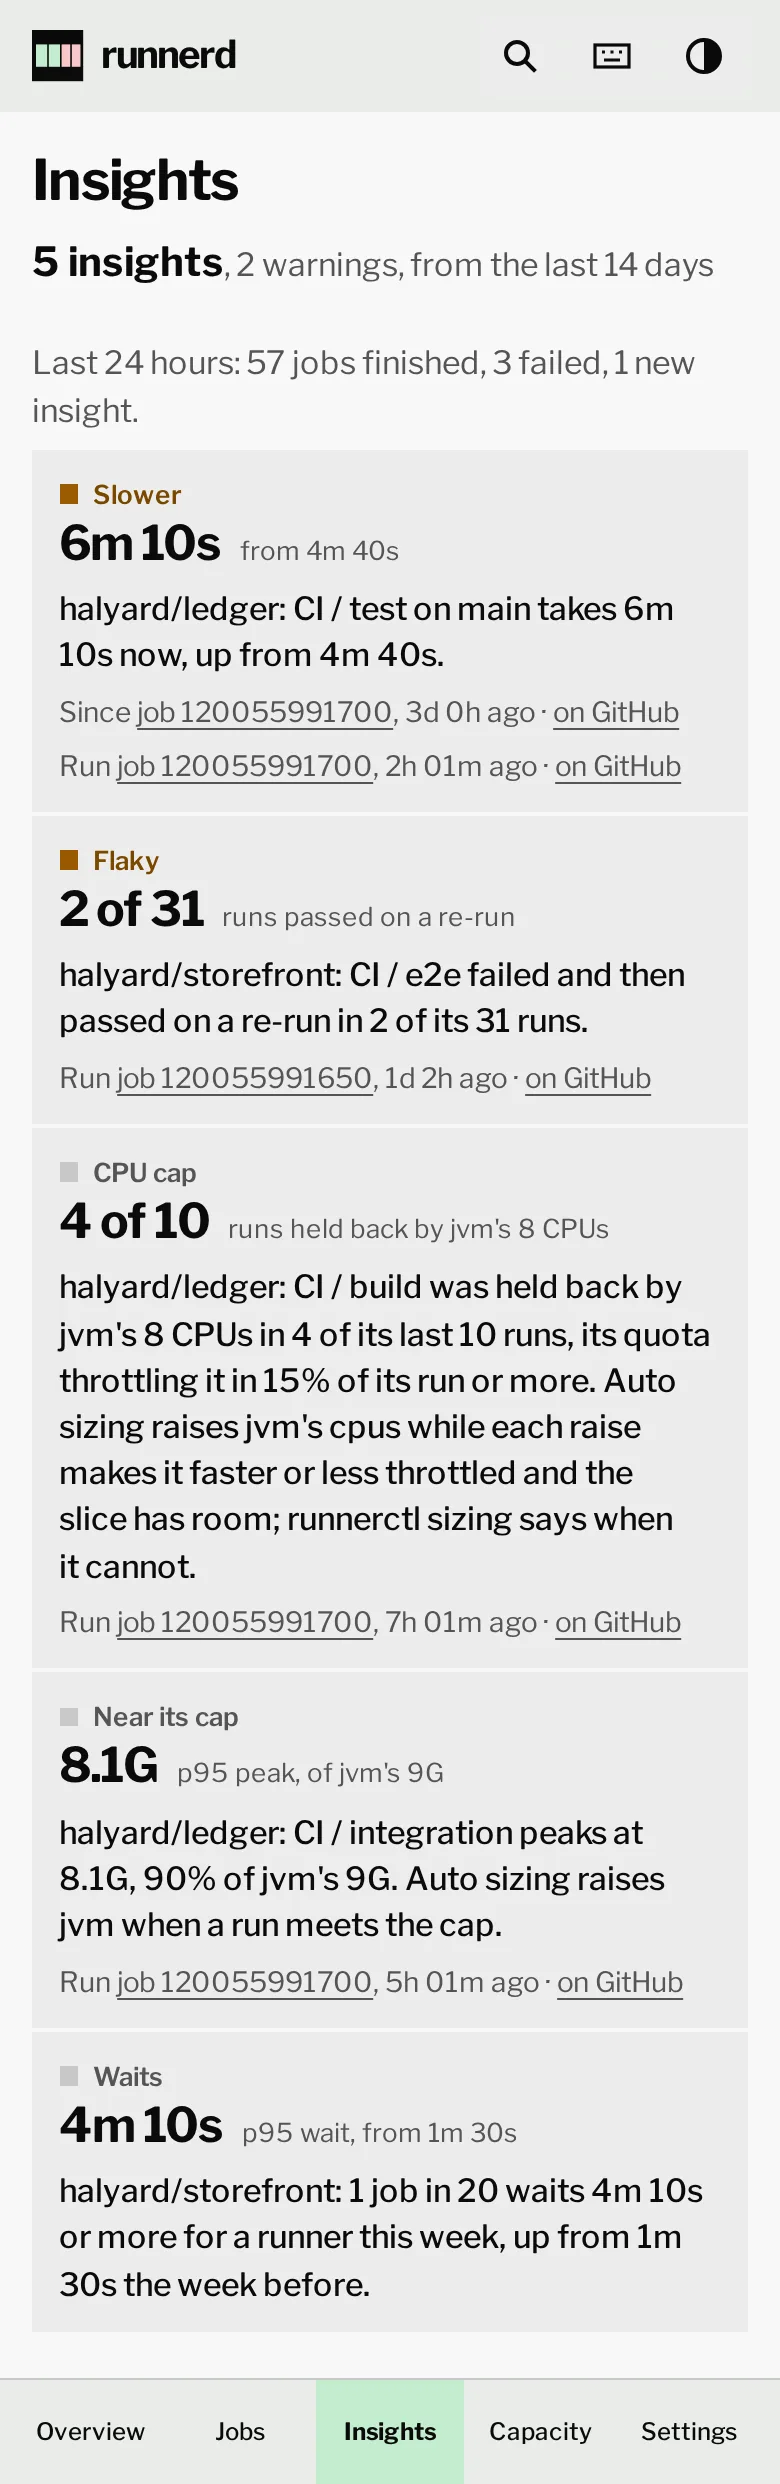 runnerd
Insights
5 insights, 2 warnings, from the last 14 days
Last 24 hours: 57 jobs finished, 3 failed, 1 new
insight.
Slower
6m 10s from 4m 40s
halyard/ledger: CI / test on main takes 6m
10s now, up from 4m 40s.
Since job 120055991700, 3d 0h ago · on GitHub
Run job 120055991700, 2h 01m ago · on GitHub
Flaky
2 of 31 runs passed on a re-run
halyard/storefront: CI / e2e failed and then
passed on a re-run in 2 of its 31 runs.
Run job 120055991650, 1d 2h ago · on GitHub
CPU cap
4 of 10 runs held back by jvm's 8 CPUs
halyard/ledger: CI / build was held back by
jvm's 8 CPUs in 4 of its last 10 runs, its quota
throttling it in 15% of its run or more. Auto
sizing raises jvm's cpus while each raise
makes it faster or less throttled and the
slice has room; runnerctl sizing says when
it cannot.
Run job 120055991700, 7h 01m ago · on GitHub
Near its cap
8.1G p95 peak, of jvm's 9G
halyard/ledger: CI / integration peaks at
8.1G, 90% of jvm's 9G. Auto sizing raises
jvm when a run meets the cap.
Run job 120055991700, 5h 01m ago · on GitHub
Waits
4m 10s p95 wait, from 1m 30s
halyard/storefront: 1 job in 20 waits 4m 10s
or more for a runner this week, up from 1m
30s the week before.
Overview Jobs Insights Capacity Settings